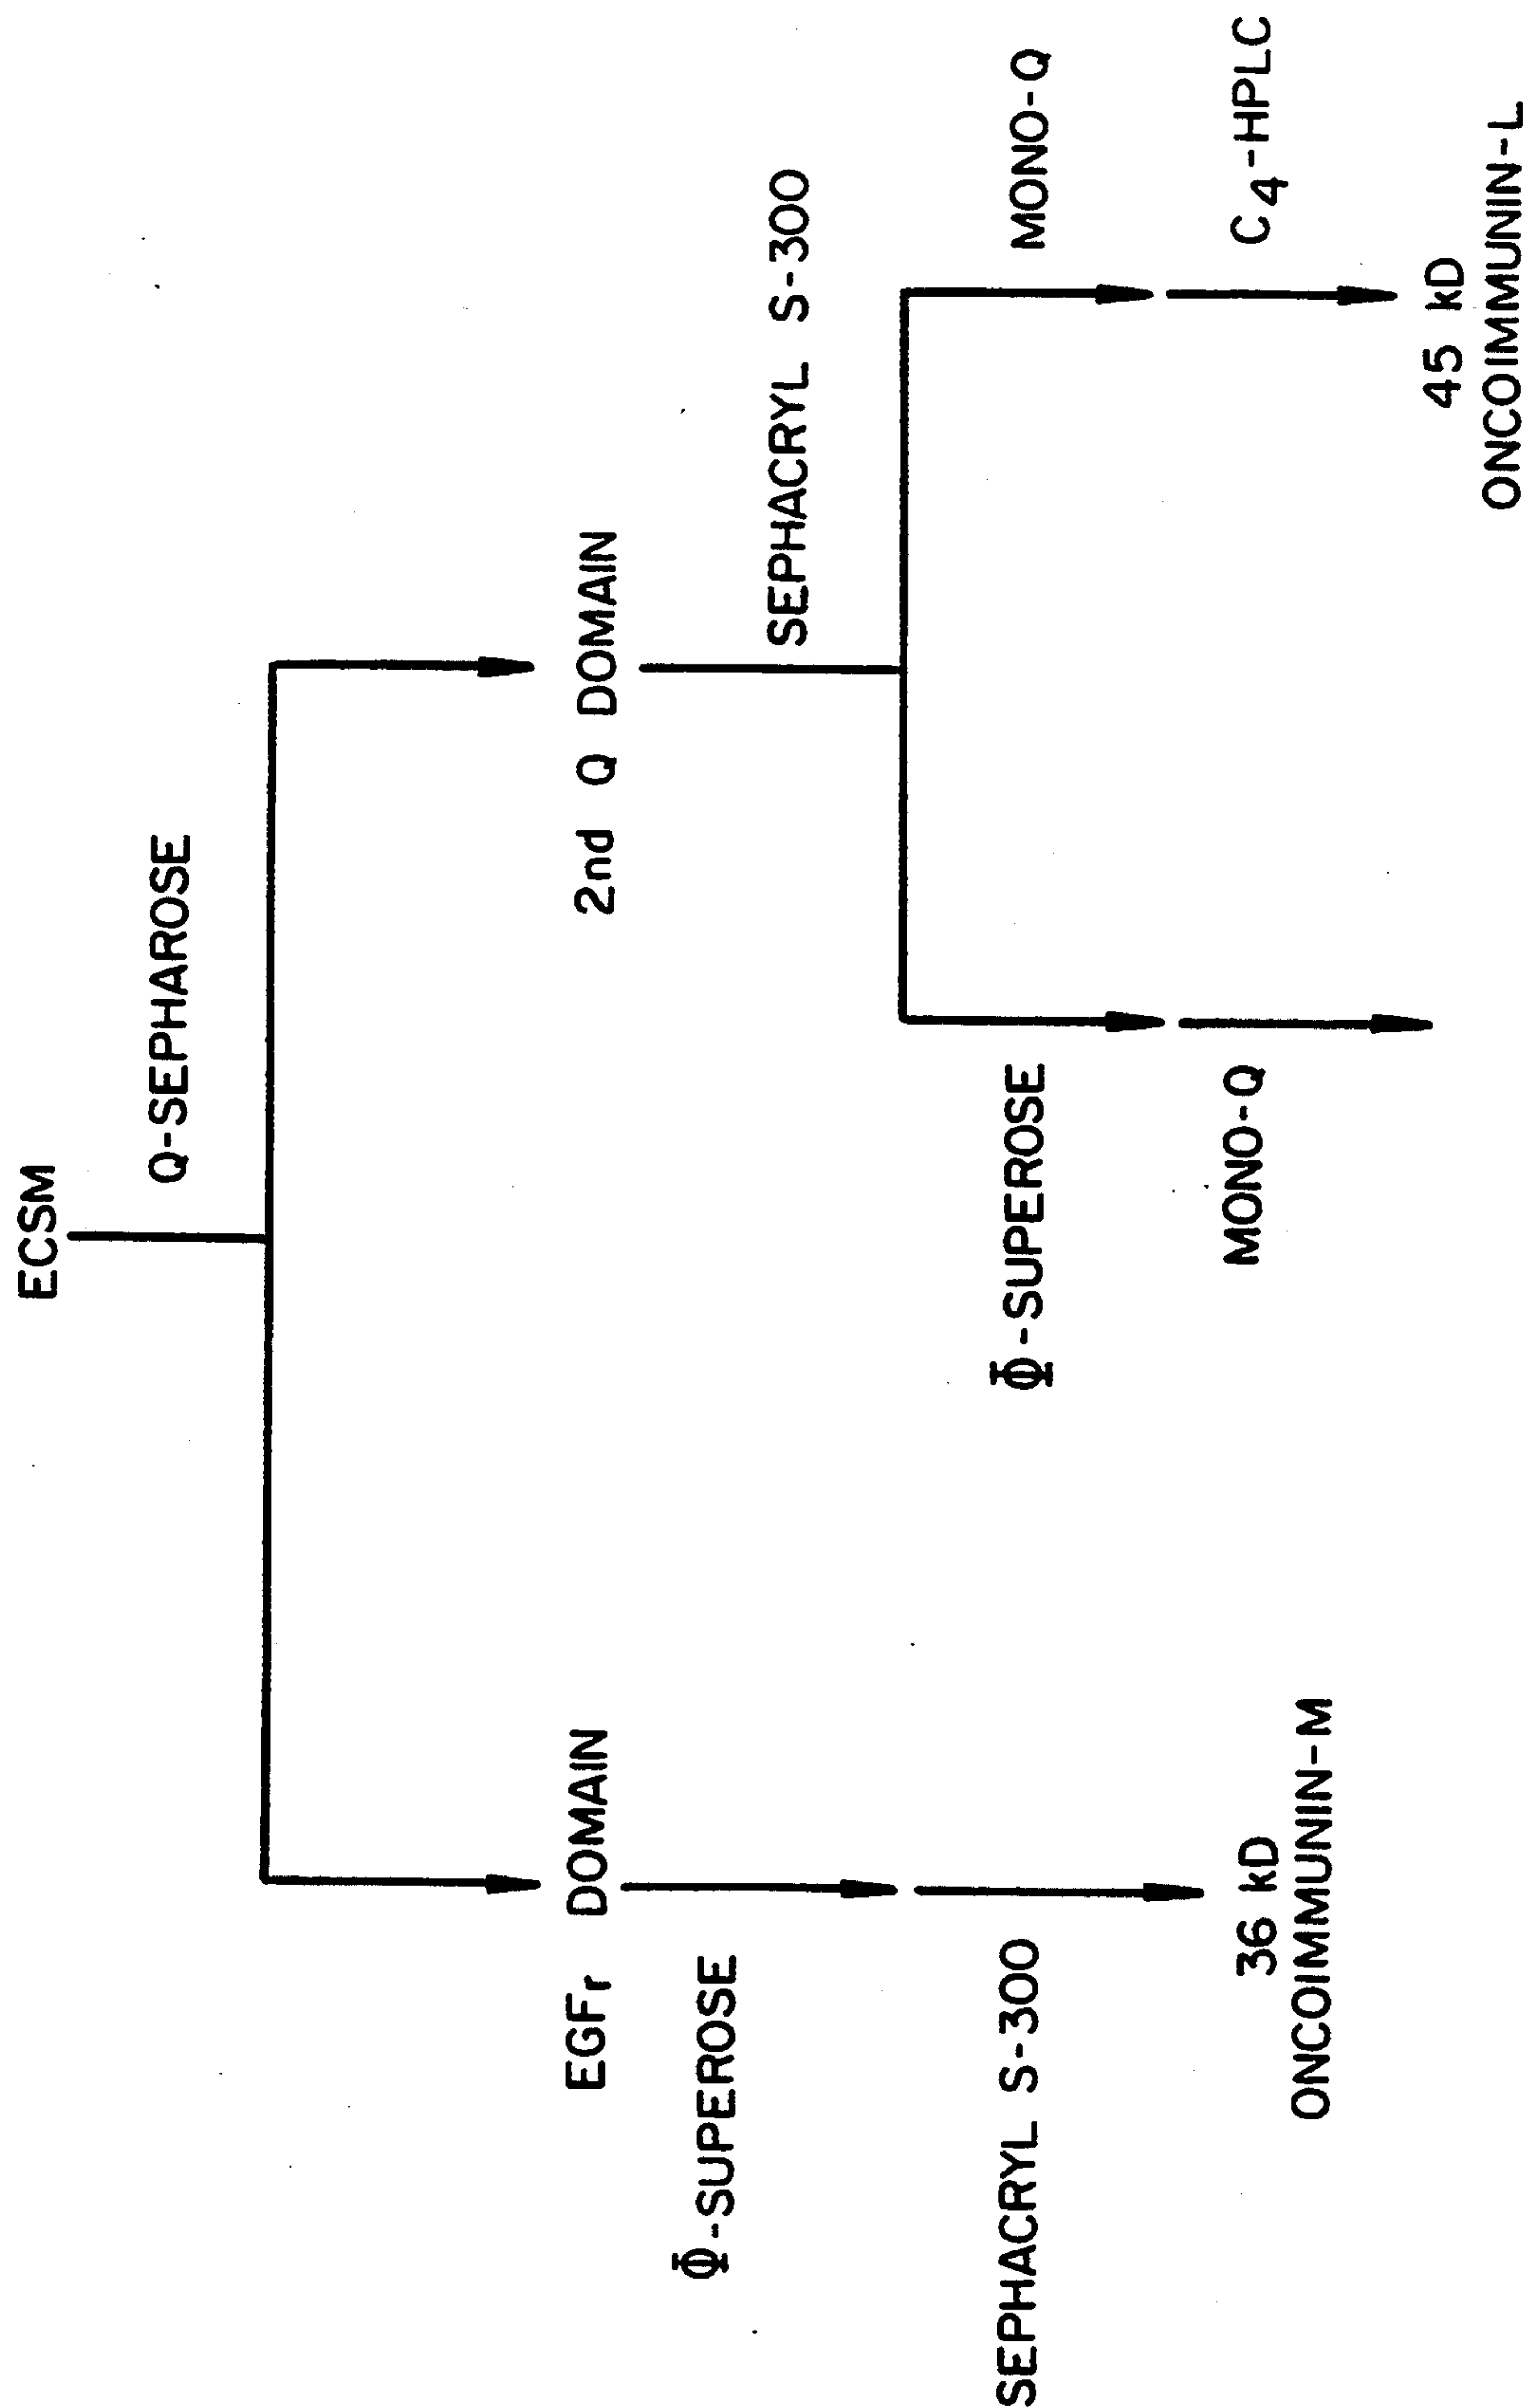 ECSM
Q-SEPHAROSE
EGFr DOMAIN
2nd Q DOMAIN
Φ-SUPEROSE
SEPHACRYL S-300
SEPHACRYL S-300
Φ-SUPEROSE
MONO-Q
36 kD
ONCOIMMUNIN-M
MONO-Q
C4-HPLC
45 kD
ONCOIMMUNIN-L